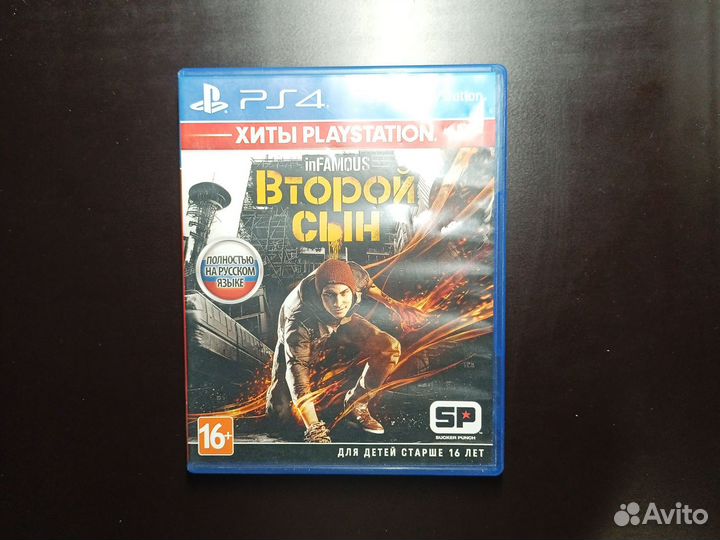 PS4
ХИТЫ PLAYSTATION
inFAMOUS
Второй
сын
ПОЛНОСТЬЮ
НА РУССКОМ
ЯЗЫКЕ
16+
SP
SUCKER PUNCH
ДЛЯ ДЕТЕЙ СТАРШЕ 16 ЛЕТ
Avito